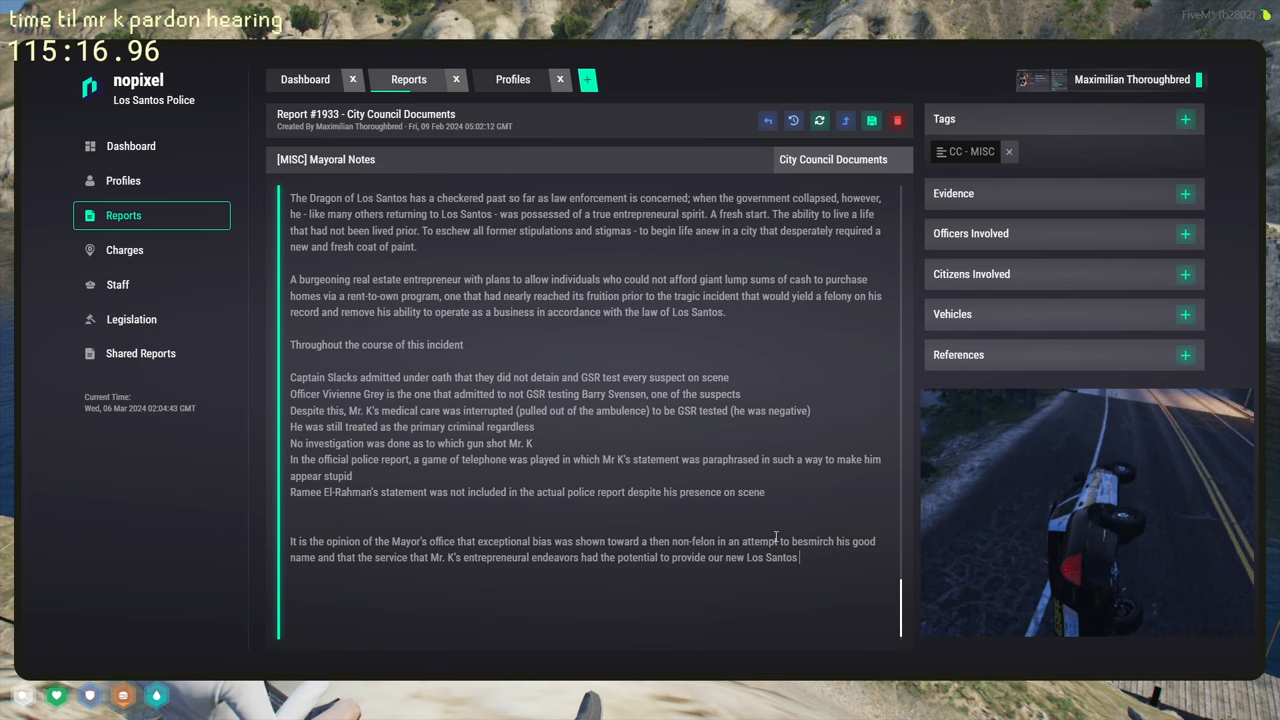 time til mr k pardon hearing
115:16.96
FiveM® (b2802)
nopixel
Los Santos Police
Dashboard
Profiles
Reports
Charges
Staff
Legislation
Shared Reports
Current Time:
Wed, 06 Mar 2024 02:04:43 GMT
Dashboard x Reports x Profiles x +
Maximilian Thoroughbred
Report #1933 - City Council Documents
Created By Maximilian Thoroughbred - Fri, 09 Feb 2024 05:02:12 GMT
[MISC] Mayoral Notes
City Council Documents
The Dragon of Los Santos has a checkered past so far as law enforcement is concerned; when the government collapsed, however,
he - like many others returning to Los Santos - was possessed of a true entrepreneurial spirit. A fresh start. The ability to live a life
that had not been lived prior. To eschew all former stipulations and stigmas - to begin life anew in a city that desperately required a
new and fresh coat of paint.
A burgeoning real estate entrepreneur with plans to allow individuals who could not afford giant lump sums of cash to purchase
homes via a rent-to-own program, one that had nearly reached its fruition prior to the tragic incident that would yield a felony on his
record and remove his ability to operate as a business in accordance with the law of Los Santos.
Throughout the course of this incident
Captain Slacks admitted under oath that they did not detain and GSR test every suspect on scene
Officer Vivienne Grey is the one that admitted to not GSR testing Barry Svensen, one of the suspects
Despite this, Mr. K's medical care was interrupted (pulled out of the ambulence) to be GSR tested (he was negative)
He was still treated as the primary criminal regardless
No investigation was done as to which gun shot Mr. K
In the official police report, a game of telephone was played in which Mr K's statement was paraphrased in such a way to make him
appear stupid
Ramee El-Rahman's statement was not included in the actual police report despite his presence on scene
It is the opinion of the Mayor's office that exceptional bias was shown toward a then non-felon in an attempt to besmirch his good
name and that the service that Mr. K's entrepreneural endeavors had the potential to provide our new Los Santos
Tags
CC - MISC x
Evidence
Officers Involved
Citizens Involved
Vehicles
References